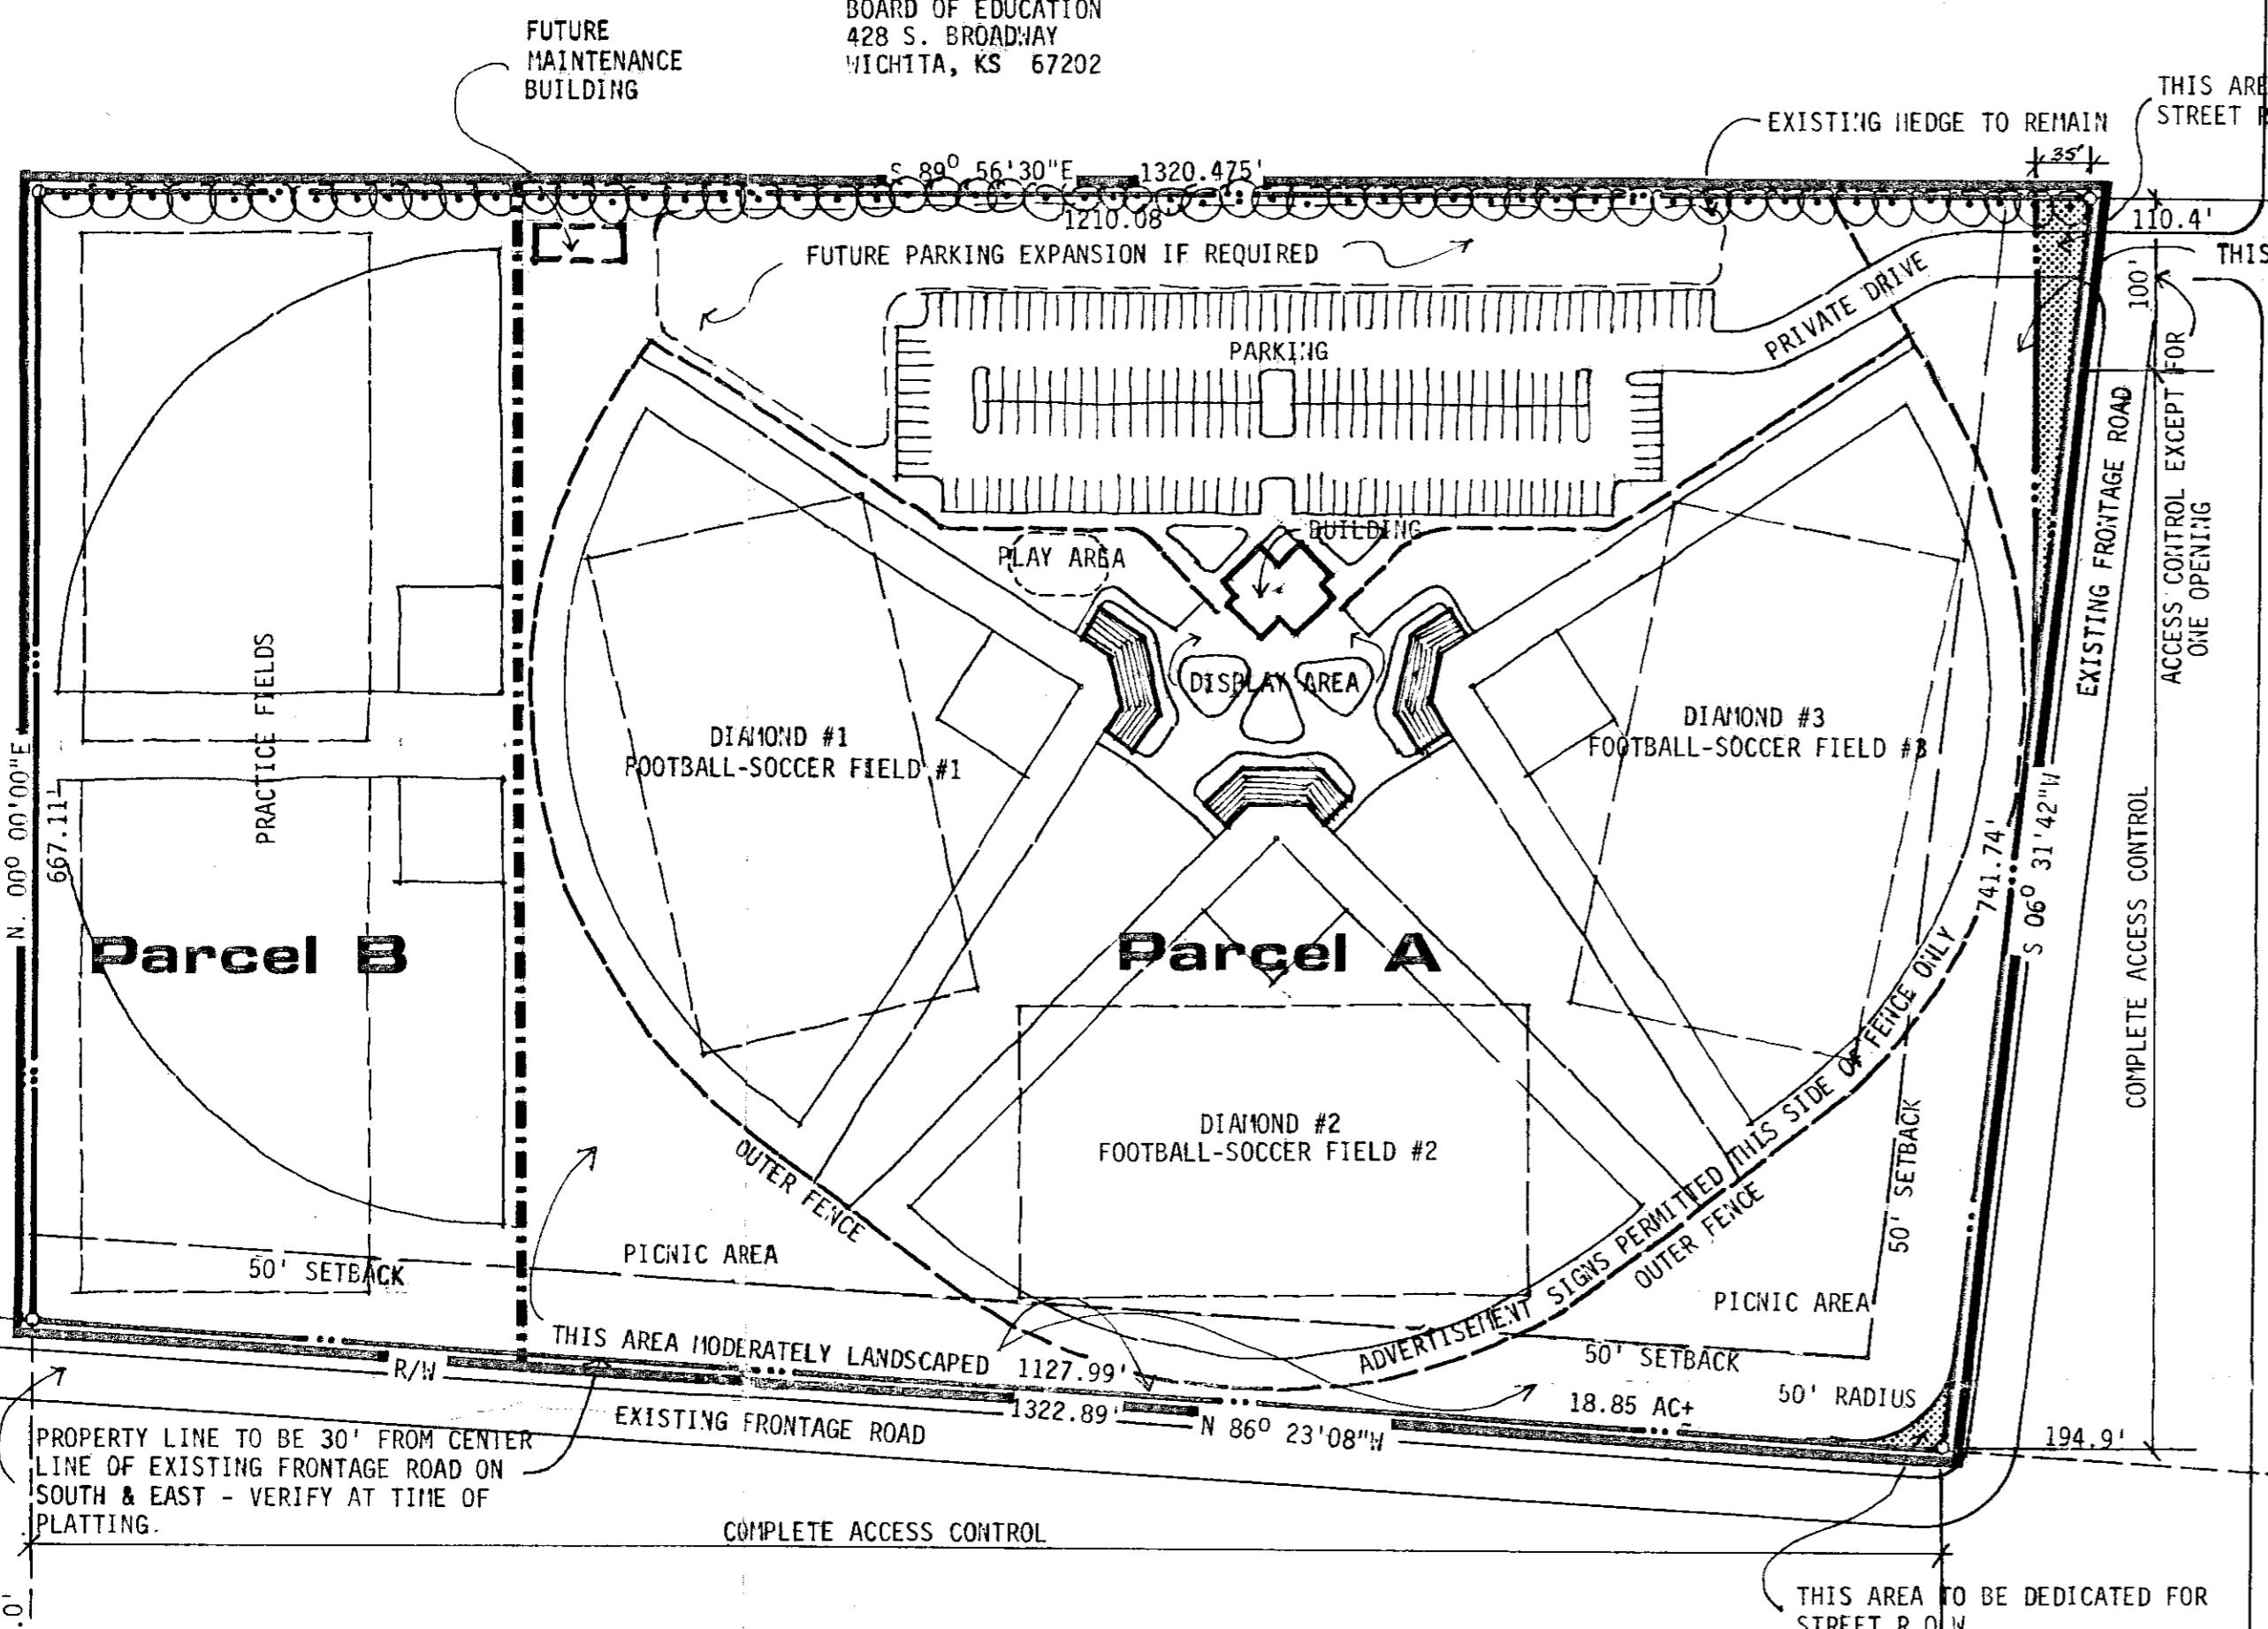 BOARD OF EDUCATION
428 S. BROADWAY
WICHITA, KS 67202
FUTURE
MAINTENANCE
BUILDING
THIS ARE
STREET
EXISTING HEDGE TO REMAIN
35'
S 89° 56'30"E 1320.475'
1210.08'
110.4'
FUTURE PARKING EXPANSION IF REQUIRED
THIS
100'
PRIVATE DRIVE
PARKING
ACCESS CONTROL EXCEPT FOR
ONE OPENING
EXISTING FRONTAGE ROAD
BUILDING
PLAY AREA
DISPLAY AREA
PRACTICE FIELDS
N. 00° 00'00"E
667.11'
DIAMOND #1
FOOTBALL-SOCCER FIELD #1
DIAMOND #3
FOOTBALL-SOCCER FIELD #3
741.74'
S 06° 31'42"W
COMPLETE ACCESS CONTROL
Parcel B
Parcel A
DIAMOND #2
FOOTBALL-SOCCER FIELD #2
OUTER FENCE
ADVERTISEMENT SIGNS PERMITTED THIS SIDE OF FENCE ONLY
OUTER FENCE
50' SETBACK
PICNIC AREA
50' SETBACK
PICNIC AREA
THIS AREA MODERATELY LANDSCAPED
1127.99'
50' SETBACK
18.85 AC±
50' RADIUS
R/W
1322.89'
N 86° 23'08"W
EXISTING FRONTAGE ROAD
194.9'
PROPERTY LINE TO BE 30' FROM CENTER
LINE OF EXISTING FRONTAGE ROAD ON
SOUTH & EAST - VERIFY AT TIME OF
PLATTING.
COMPLETE ACCESS CONTROL
.0'
THIS AREA TO BE DEDICATED FOR
STREET R.O.W.